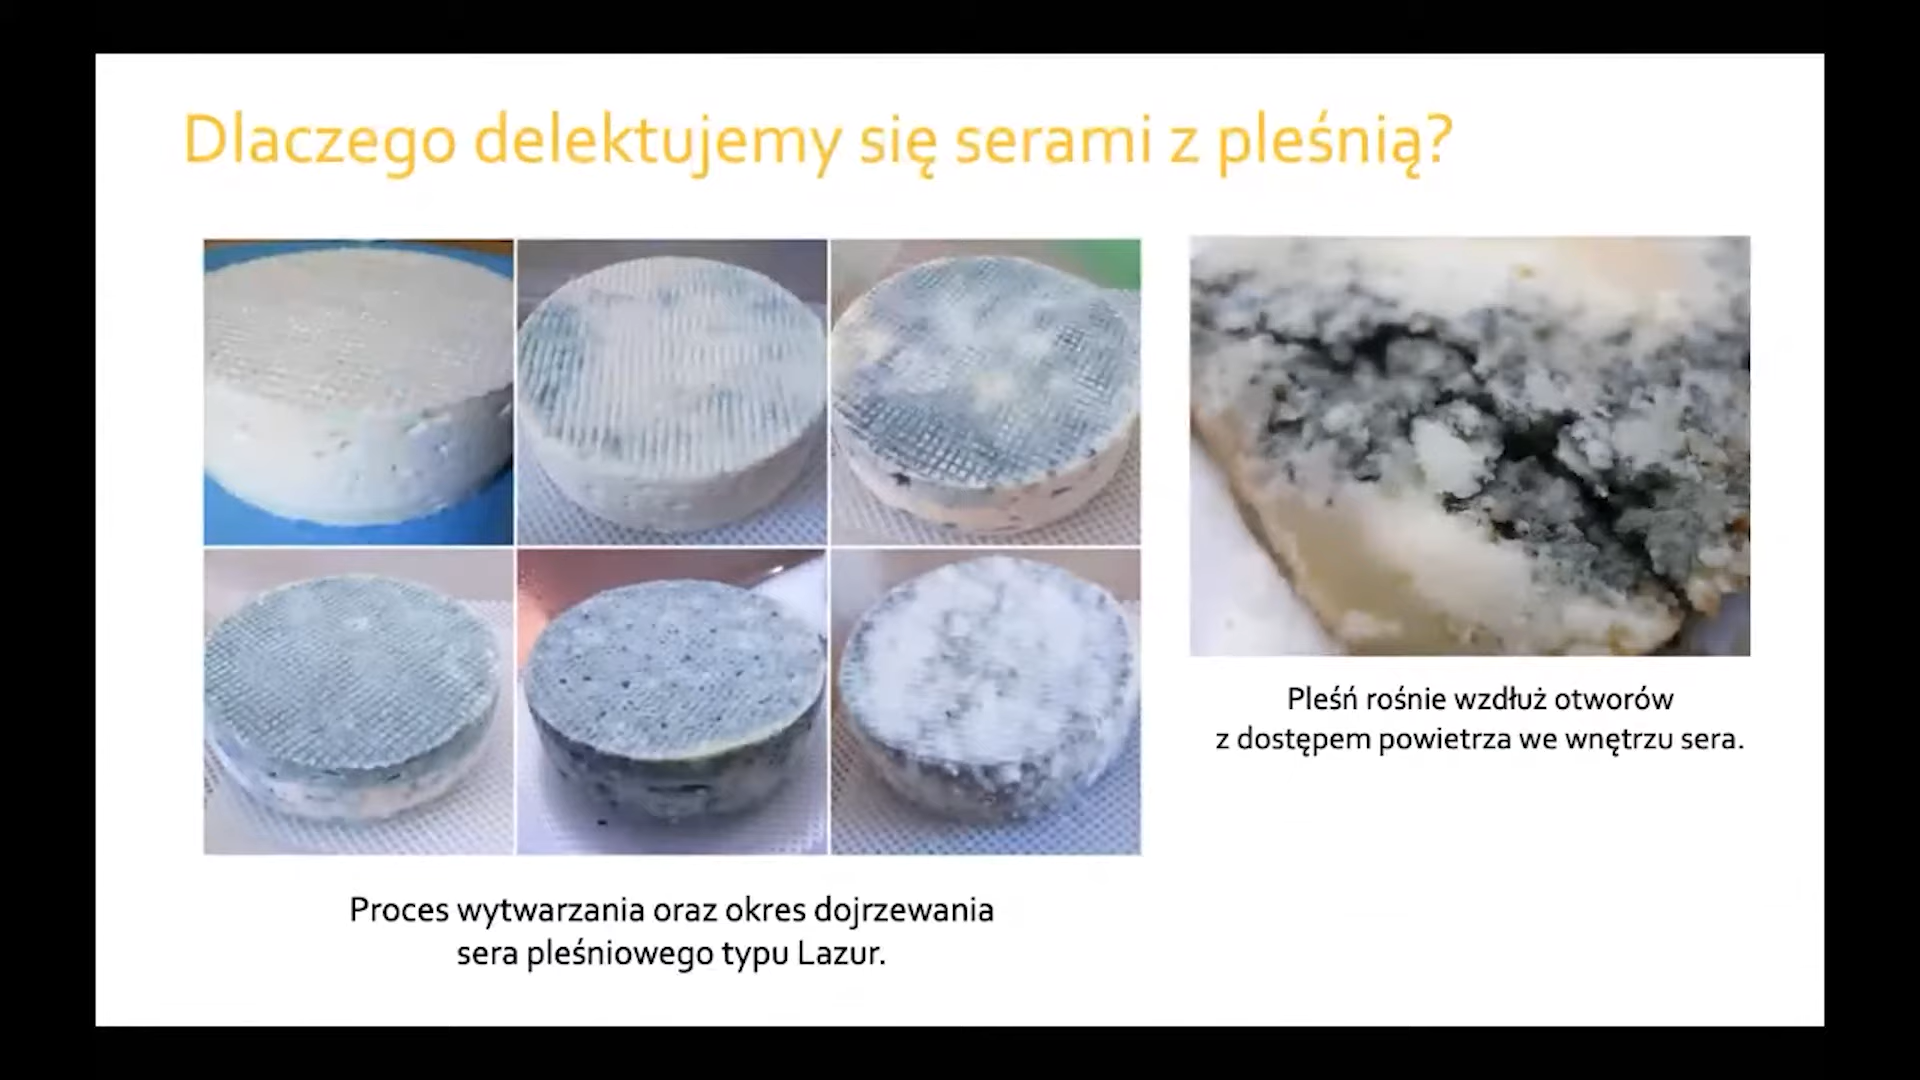 Dlaczego delektujemy się serami z pleśnią?
Pleśń rośnie wzdłuż otworów
z dostępem powietrza we wnętrzu sera.
Proces wytwarzania oraz okres dojrzewania
sera pleśniowego typu Lazur.